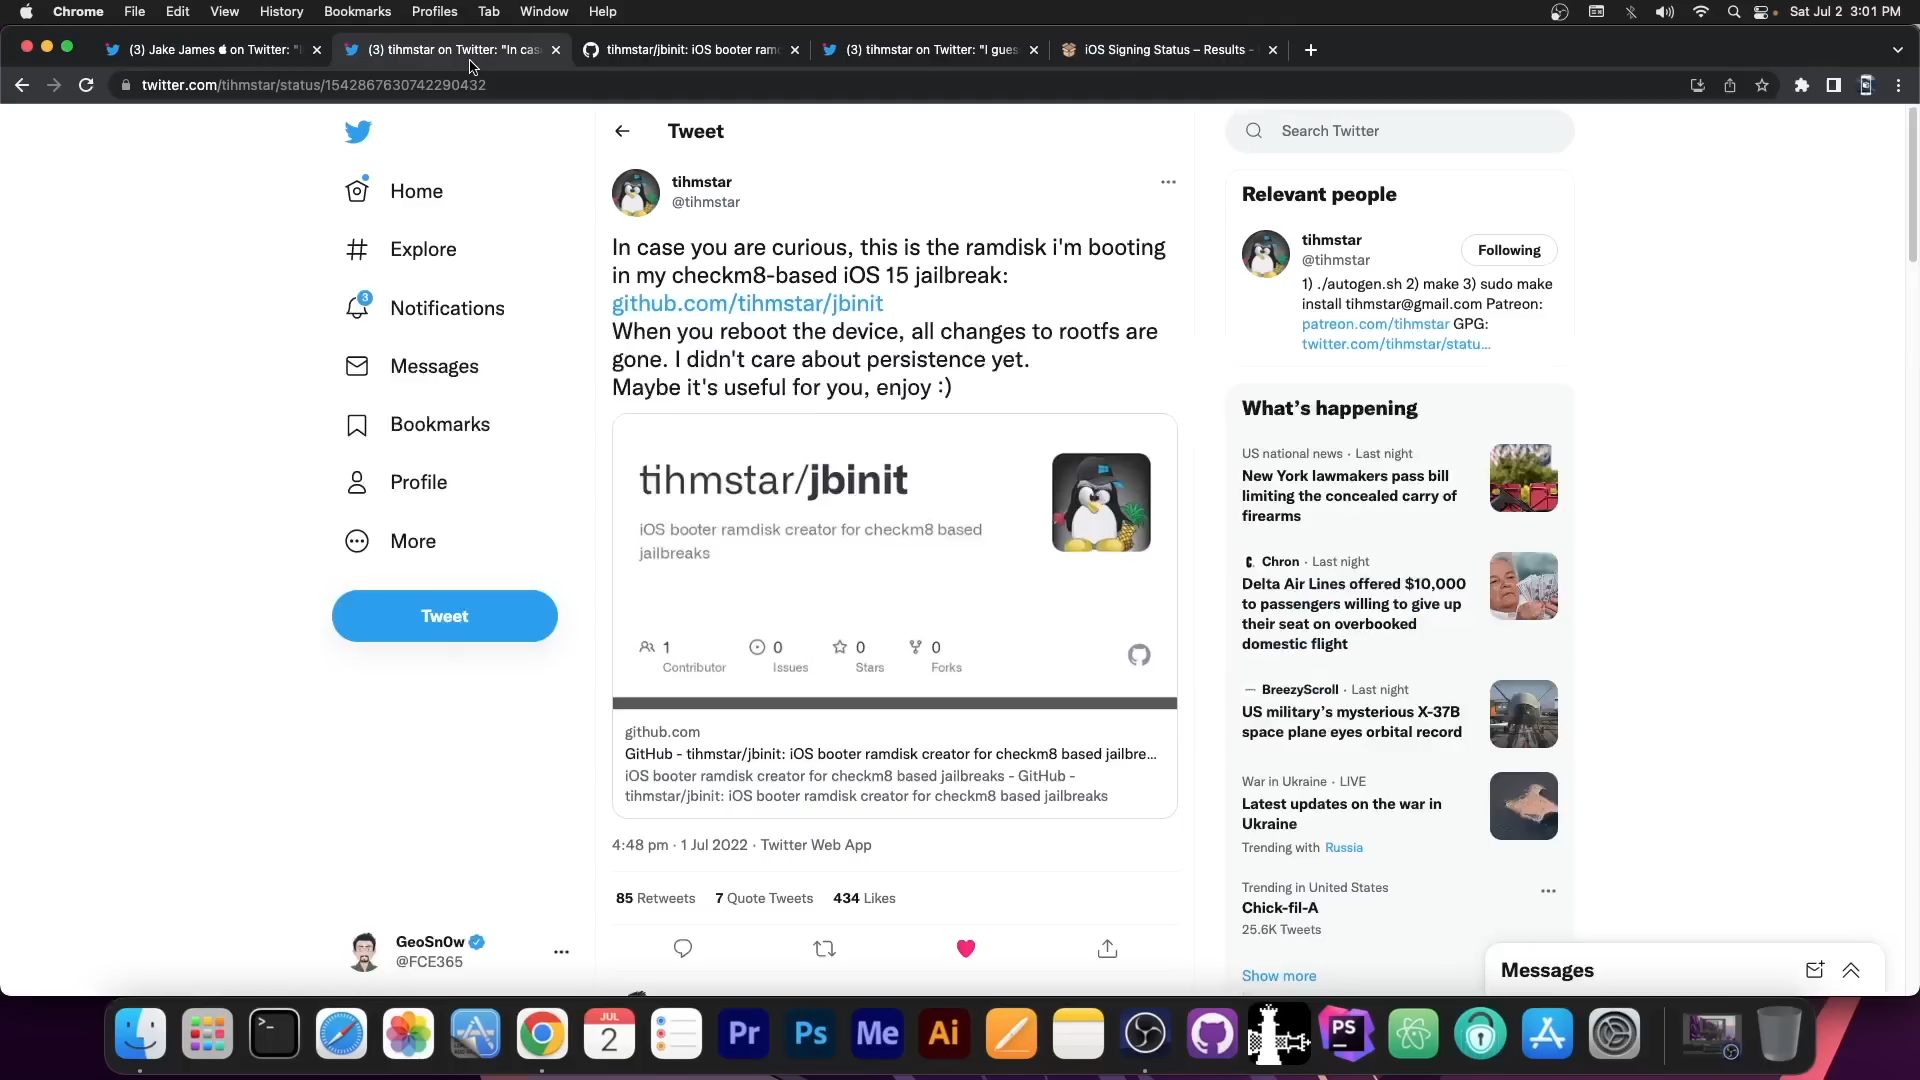 Chrome File Edit View History Bookmarks Profiles Tab Window Help Sat Jul 2 3:01 PM
(3) Jake James on Twitter: "
(3) tihmstar on Twitter: "In cas
tihmstar/jbinit: iOS booter ram
(3) tihmstar on Twitter: "I gues
iOS Signing Status – Results -
twitter.com/tihmstar/status/1542867630742290432
Home
Explore
3
Notifications
Messages
Bookmarks
Profile
More
Tweet
GeoSn0w
@FCE365
Tweet
tihmstar
@tihmstar
In case you are curious, this is the ramdisk i'm booting
in my checkm8-based iOS 15 jailbreak:
github.com/tihmstar/jbinit
When you reboot the device, all changes to rootfs are
gone. I didn't care about persistence yet.
Maybe it's useful for you, enjoy :)
tihmstar/jbinit
iOS booter ramdisk creator for checkm8 based
jailbreaks
1 0 0 0
Contributor Issues Stars Forks
github.com
GitHub - tihmstar/jbinit: iOS booter ramdisk creator for checkm8 based jailbre...
iOS booter ramdisk creator for checkm8 based jailbreaks - GitHub -
tihmstar/jbinit: iOS booter ramdisk creator for checkm8 based jailbreaks
4:48 pm · 1 Jul 2022 · Twitter Web App
85 Retweets 7 Quote Tweets 434 Likes
Search Twitter
Relevant people
tihmstar
@tihmstar
Following
1) ./autogen.sh 2) make 3) sudo make
install tihmstar@gmail.com Patreon:
patreon.com/tihmstar GPG:
twitter.com/tihmstar/statu...
What's happening
US national news · Last night
New York lawmakers pass bill
limiting the concealed carry of
firearms
Chron · Last night
Delta Air Lines offered $10,000
to passengers willing to give up
their seat on overbooked
domestic flight
BreezyScroll · Last night
US military's mysterious X-37B
space plane eyes orbital record
War in Ukraine · LIVE
Latest updates on the war in
Ukraine
Trending with Russia
Trending in United States
Chick-fil-A
25.6K Tweets
Show more
Messages
JUL
2
Pr
Ps
Me
Ai
PS